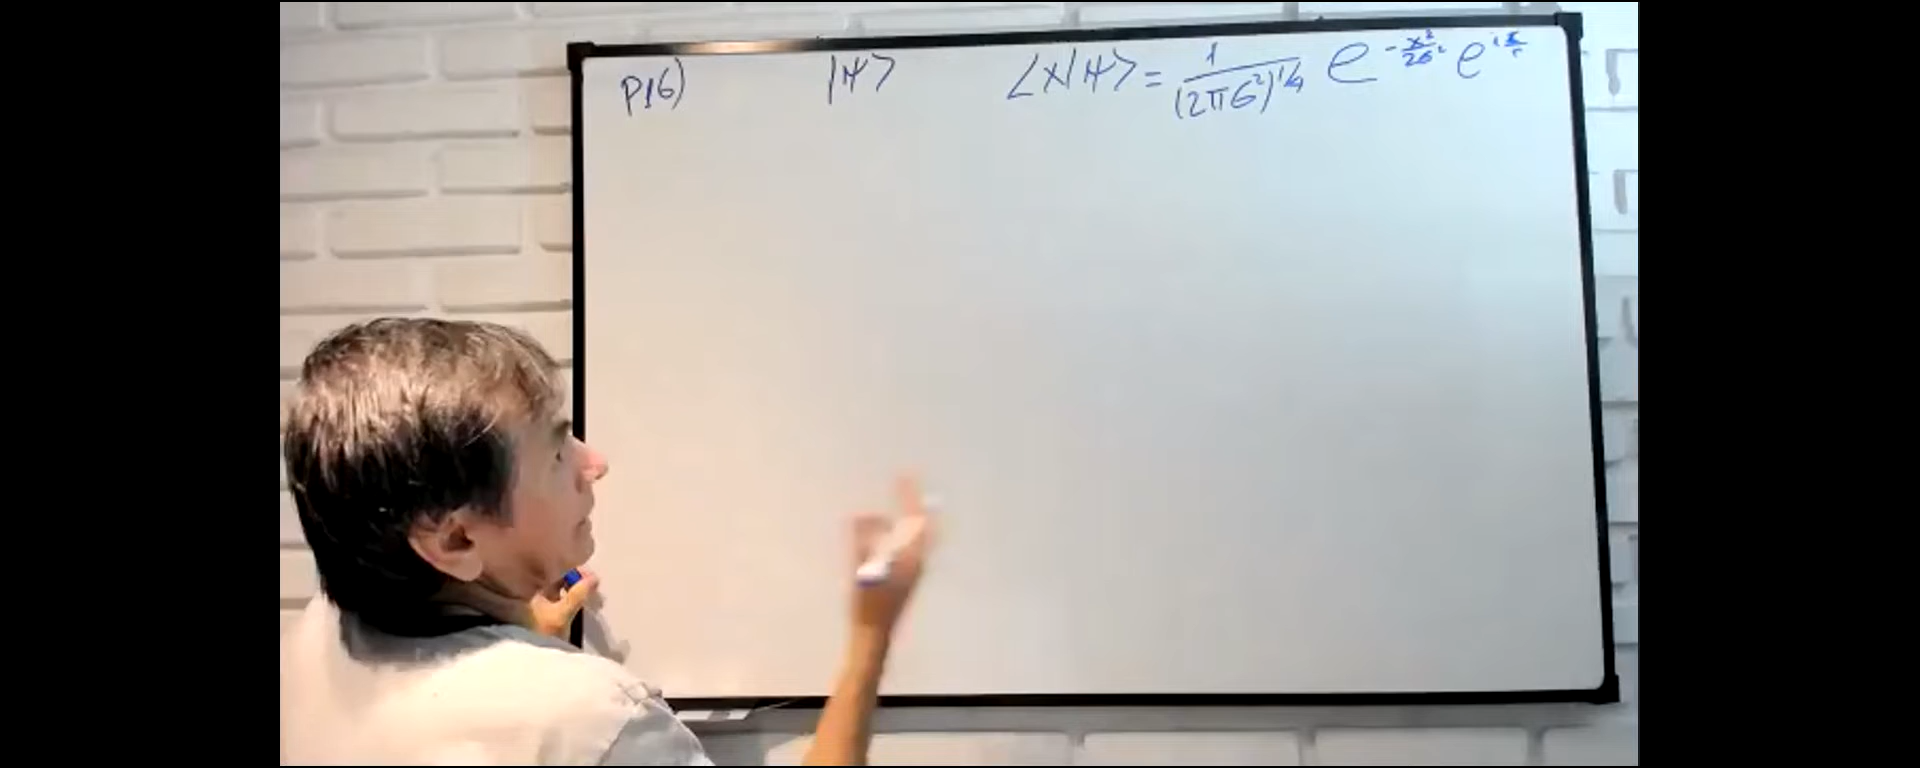 P16) |ψ> <x|ψ> = 1/(2πσ²)^1/4 e^-x²/2σ² e^i